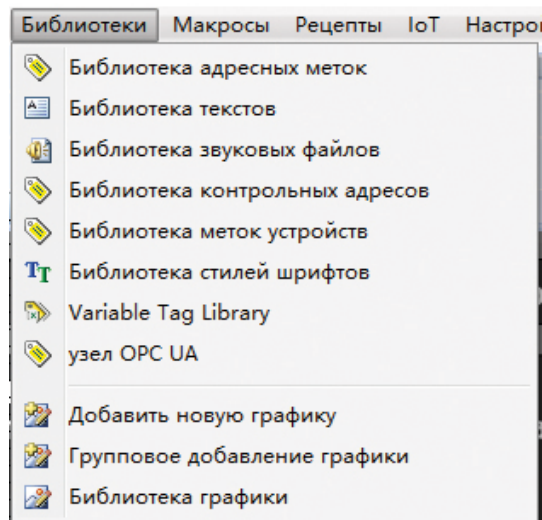 Библиотеки Макросы Рецепты IoT Настро
Библиотека адресных меток
Библиотека текстов
Библиотека звуковых файлов
Библиотека контрольных адресов
Библиотека меток устройств
Библиотека стилей шрифтов
Variable Tag Library
узел OPC UA
Добавить новую графику
Групповое добавление графики
Библиотека графики